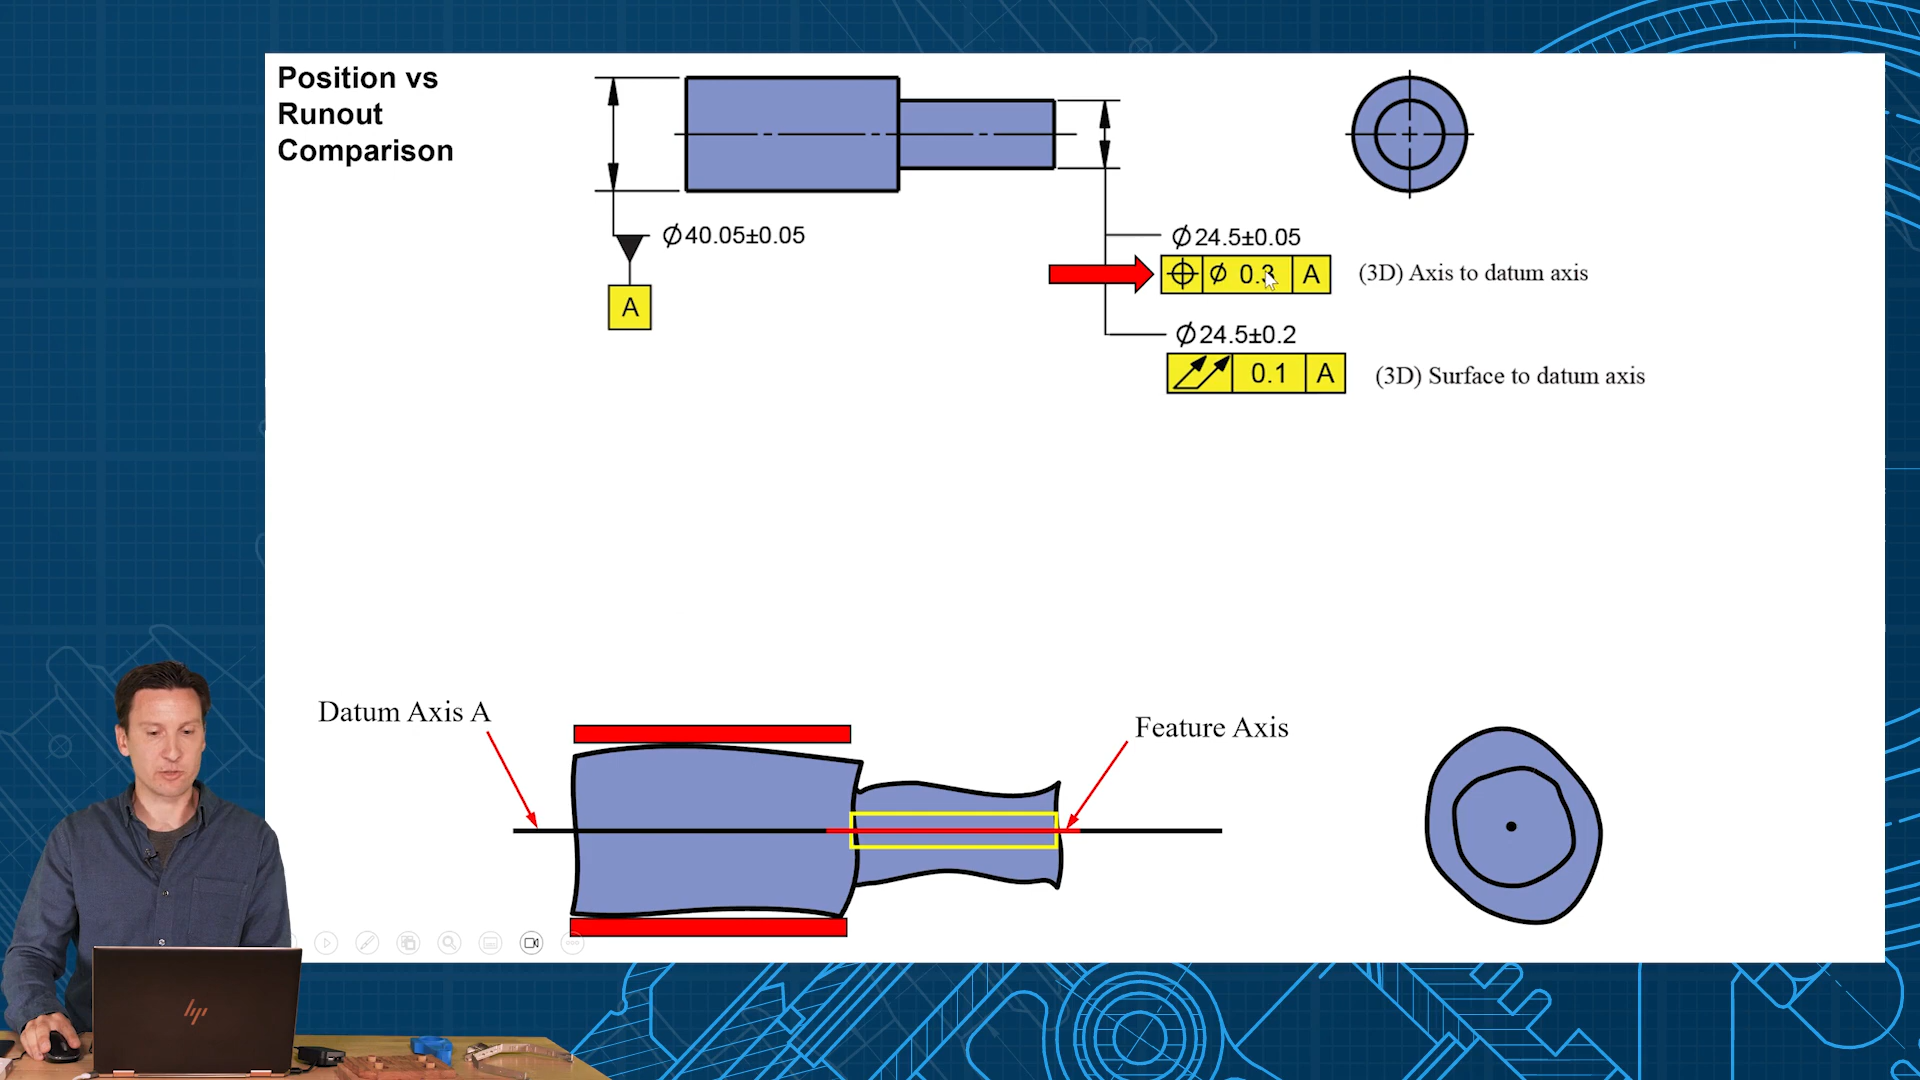 Position vs
Runout
Comparison
Ø40.05±0.05
A
Ø24.5±0.05
⌖ Ø 0.3 A
(3D) Axis to datum axis
Ø24.5±0.2
⌰ 0.1 A
(3D) Surface to datum axis
Datum Axis A
Feature Axis
hp